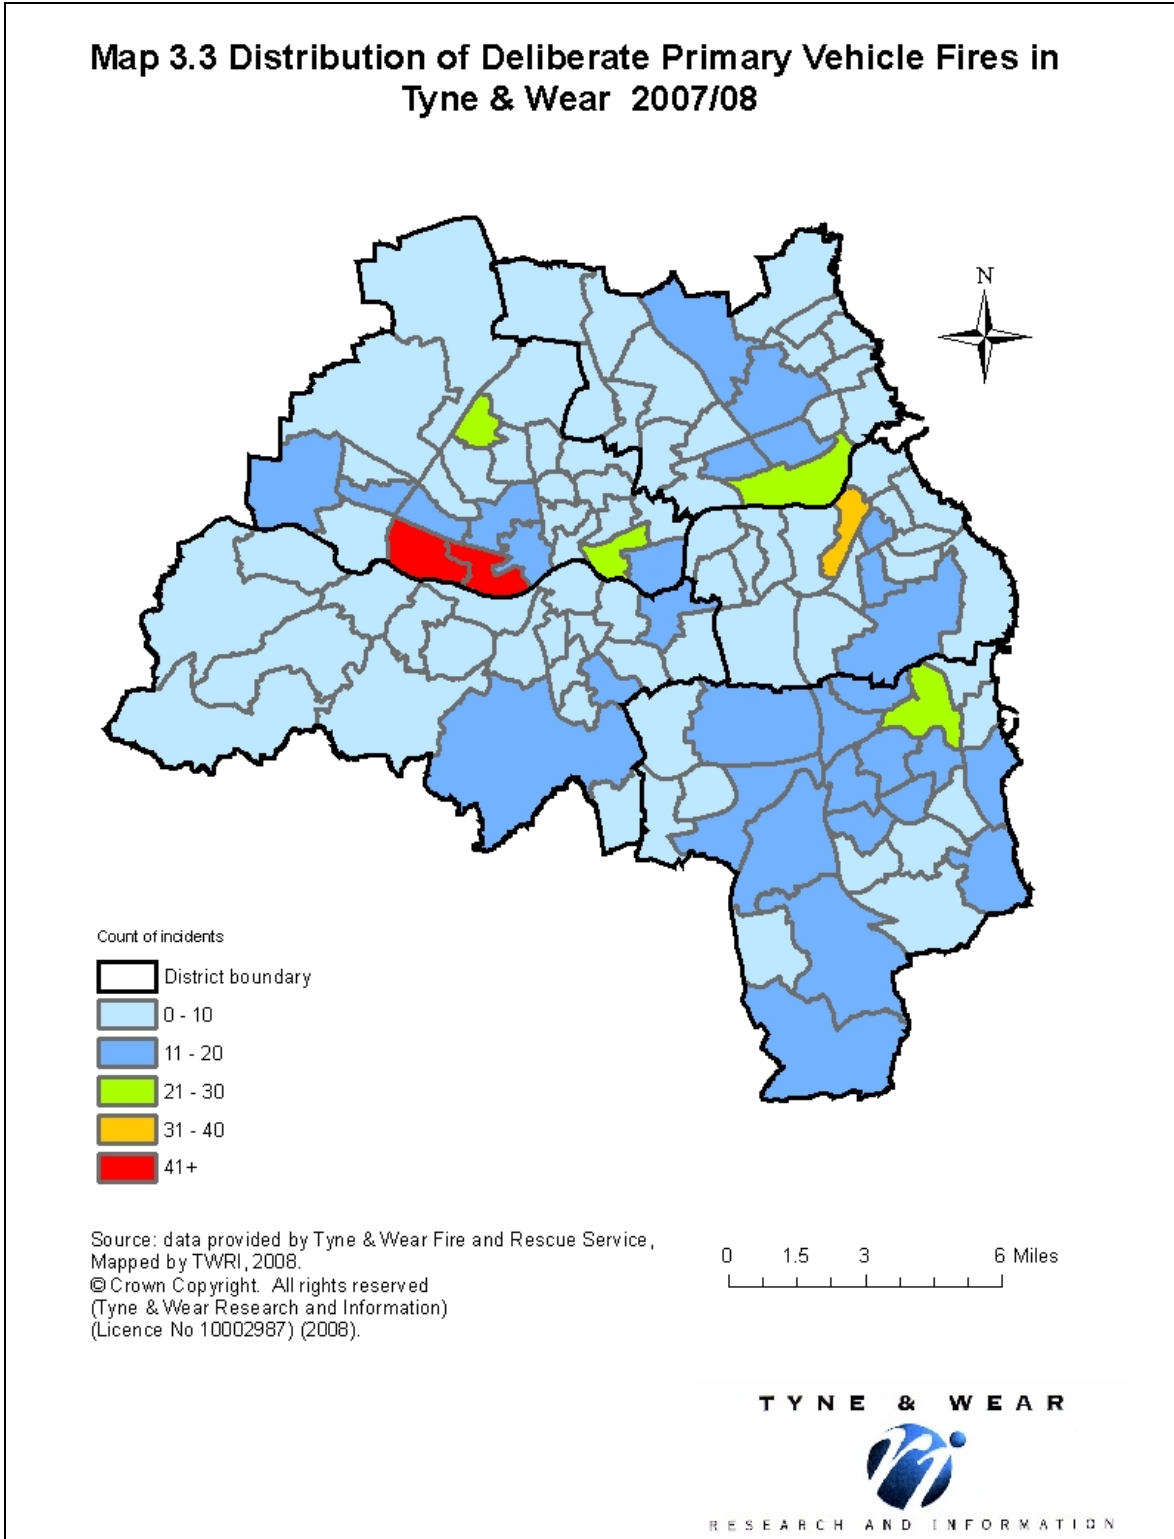 Map 3.3 Distribution of Deliberate Primary Vehicle Fires in
Tyne & Wear 2007/08
N
Count of incidents
District boundary
0 - 10
11 - 20
21 - 30
31 - 40
41+
Source: data provided by Tyne & Wear Fire and Rescue Service,
Mapped by TWRI, 2008.
© Crown Copyright. All rights reserved
(Tyne & Wear Research and Information)
(Licence No 10002987) (2008).
0 1.5 3 6 Miles
TYNE & WEAR
ri
RESEARCH AND INFORMATION